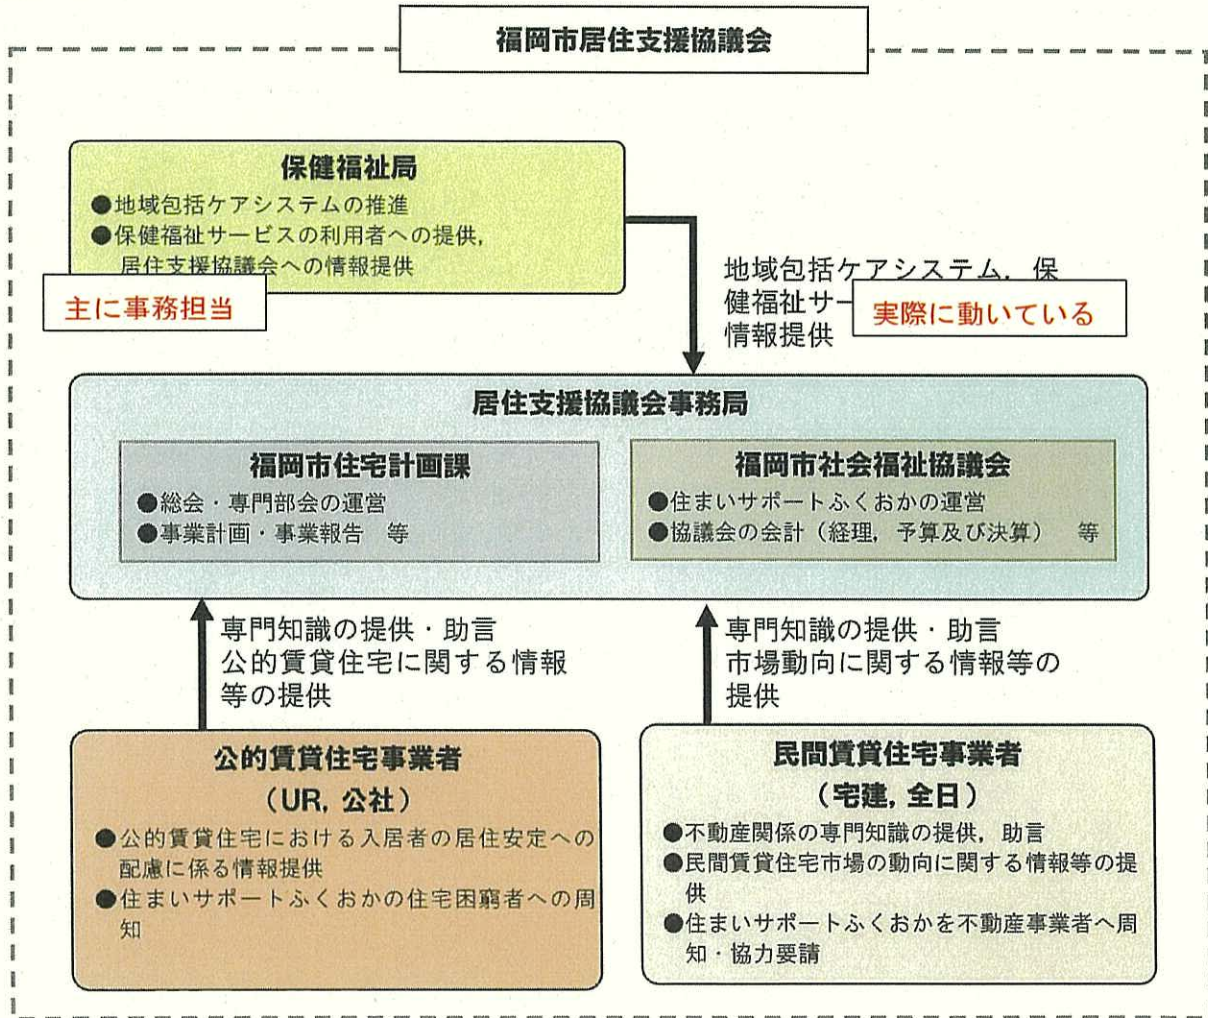 福岡市居住支援協議会
保健福祉局
●地域包括ケアシステムの推進
●保健福祉サービスの利用者への提供,
居住支援協議会への情報提供
主に事務担当
地域包括ケアシステム, 保
健福祉サー
情報提供
実際に動いている
居住支援協議会事務局
福岡市住宅計画課
●総会・専門部会の運営
●事業計画・事業報告 等
福岡市社会福祉協議会
●住まいサポートふくおかの運営
●協議会の会計（経理, 予算及び決算） 等
専門知識の提供・助言
公的賃貸住宅に関する情報
等の提供
専門知識の提供・助言
市場動向に関する情報等の
提供
公的賃貸住宅事業者
（UR, 公社）
●公的賃貸住宅における入居者の居住安定への
配慮に係る情報提供
●住まいサポートふくおかの住宅困窮者への周
知
民間賃貸住宅事業者
（宅建, 全日）
●不動産関係の専門知識の提供, 助言
●民間賃貸住宅市場の動向に関する情報等の提
供
●住まいサポートふくおかを不動産事業者へ周
知・協力要請